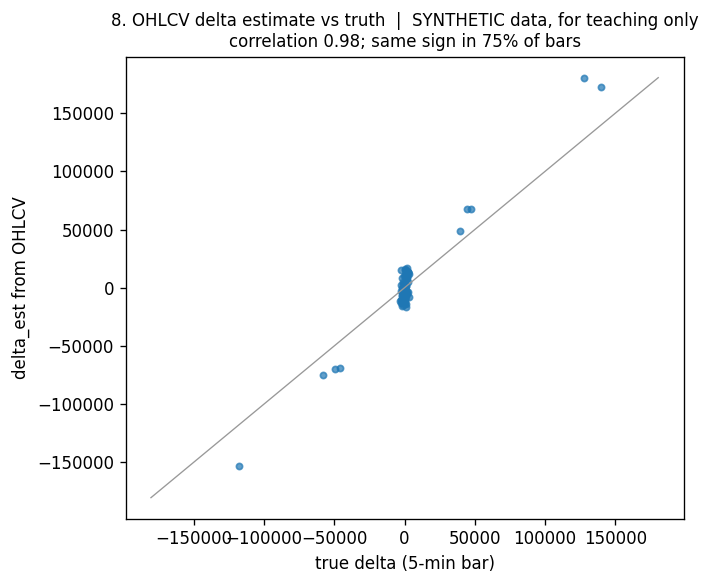 8. OHLCV delta estimate vs truth | SYNTHETIC data, for teaching only
correlation 0.98; same sign in 75% of bars
delta_est from OHLCV
150000
100000
50000
0
−50000
−100000
−150000
−150000 −100000 −50000 0 50000 100000 150000
true delta (5-min bar)